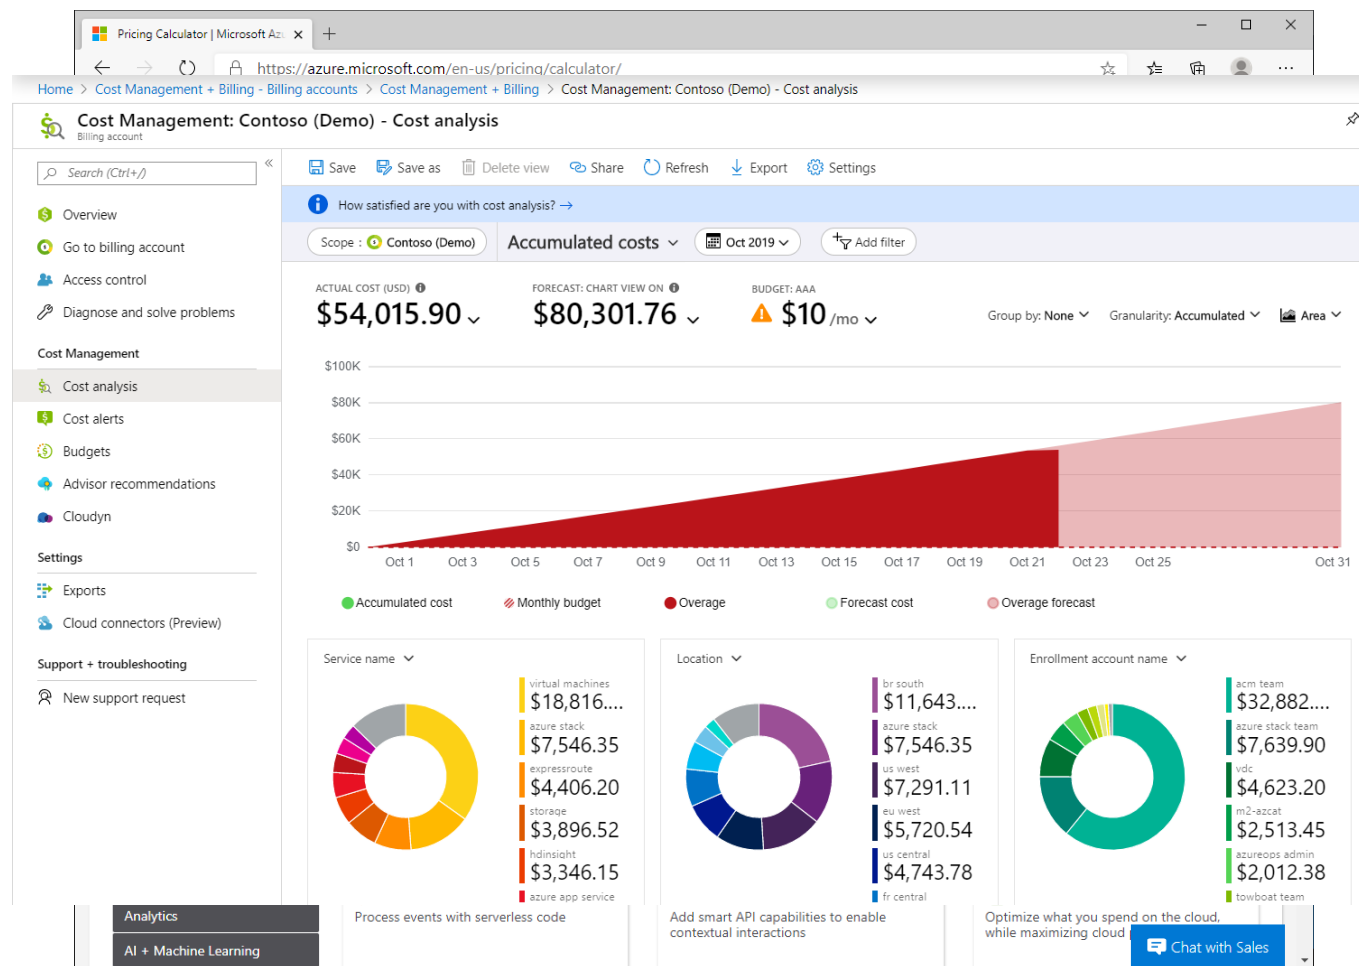 Pricing Calculator | Microsoft Az
https://azure.microsoft.com/en-us/pricing/calculator/
Home > Cost Management + Billing - Billing accounts > Cost Management + Billing > Cost Management: Contoso (Demo) - Cost analysis
Cost Management: Contoso (Demo) - Cost analysis
Billing account
Search (Ctrl+/)
Overview
Go to billing account
Access control
Diagnose and solve problems
Cost Management
Cost analysis
Cost alerts
Budgets
Advisor recommendations
Cloudyn
Settings
Exports
Cloud connectors (Preview)
Support + troubleshooting
New support request
Save Save as Delete view Share Refresh Export Settings
How satisfied are you with cost analysis? →
Scope : Contoso (Demo) Accumulated costs Oct 2019 Add filter
ACTUAL COST (USD) FORECAST: CHART VIEW ON BUDGET: AAA
$54,015.90 $80,301.76 $10 /mo
Group by: None Granularity: Accumulated Area
$100K
$80K
$60K
$40K
$20K
$0
Oct 1 Oct 3 Oct 5 Oct 7 Oct 9 Oct 11 Oct 13 Oct 15 Oct 17 Oct 19 Oct 21 Oct 23 Oct 25 Oct 31
Accumulated cost Monthly budget Overage Forecast cost Overage forecast
Service name
virtual machines
$18,816....
azure stack
$7,546.35
expressroute
$4,406.20
storage
$3,896.52
hdinsight
$3,346.15
azure app service
Location
br south
$11,643....
azure stack
$7,546.35
us west
$7,291.11
eu west
$5,720.54
us central
$4,743.78
fr central
Enrollment account name
acm team
$32,882....
azure stack team
$7,639.90
vdc
$4,623.20
m2-azcat
$2,513.45
azureops admin
$2,012.38
towboat team
Analytics
AI + Machine Learning
Process events with serverless code
Add smart API capabilities to enable
contextual interactions
Optimize what you spend on the cloud,
while maximizing cloud
Chat with Sales